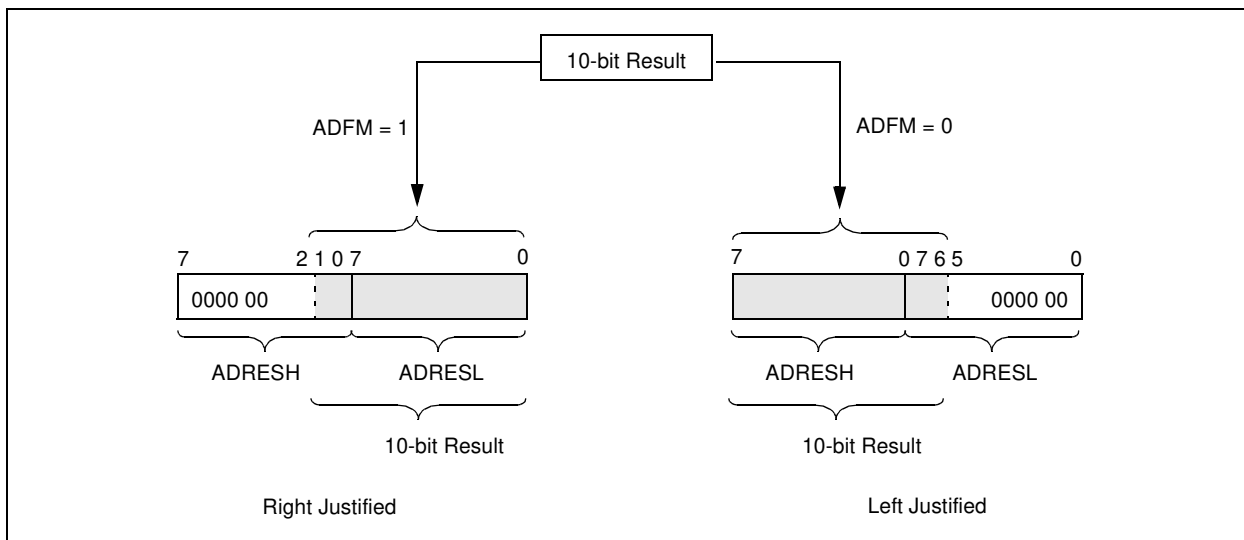 10-bit Result
ADFM = 1
ADFM = 0
7 2 1 0 7 0
7 0 7 6 5 0
0000 00
0000 00
ADRESH ADRESL
ADRESH ADRESL
10-bit Result
10-bit Result
Right Justified
Left Justified